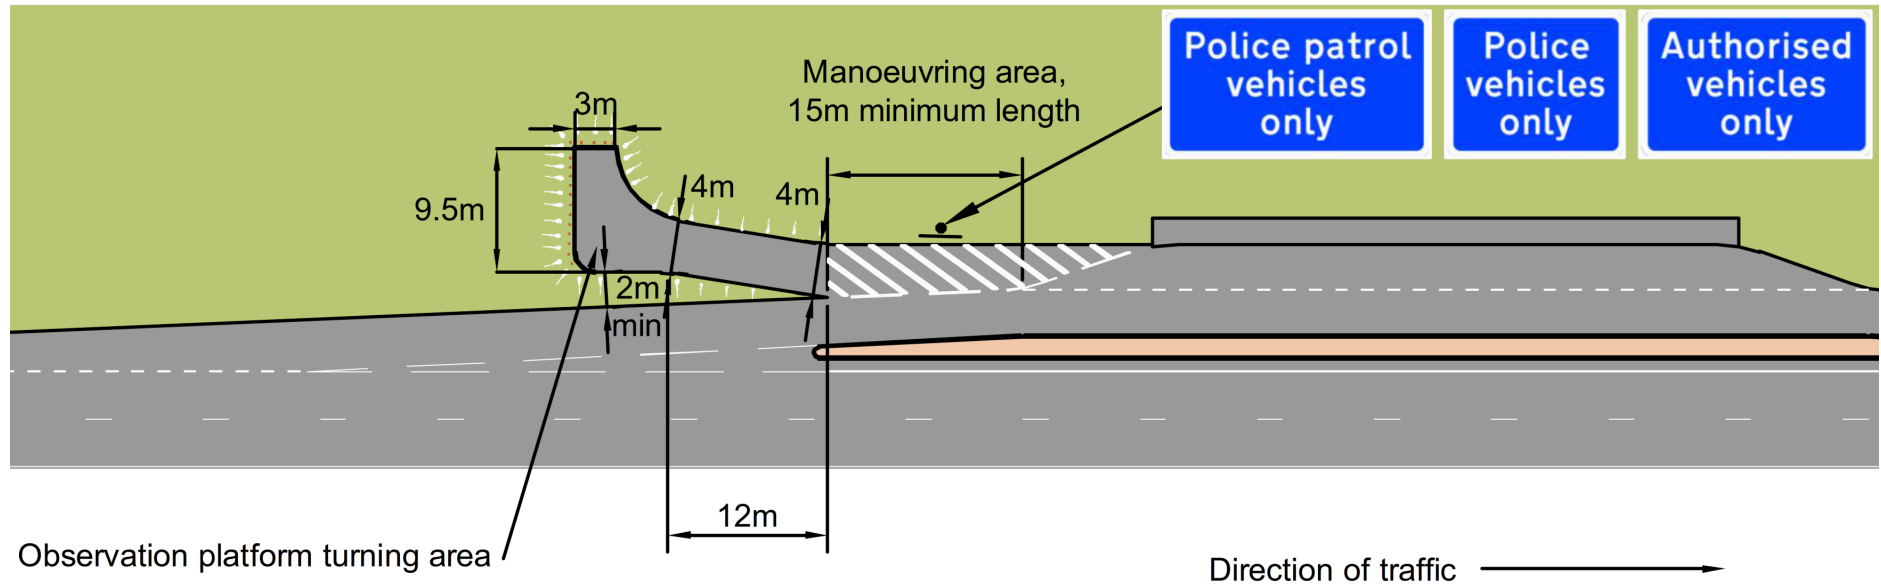 Police patrol
vehicles
only
Police
vehicles
only
Authorised
vehicles
only
Manoeuvring area,
15m minimum length
3m
4m
4m
9.5m
2m
min
12m
Observation platform turning area
Direction of traffic